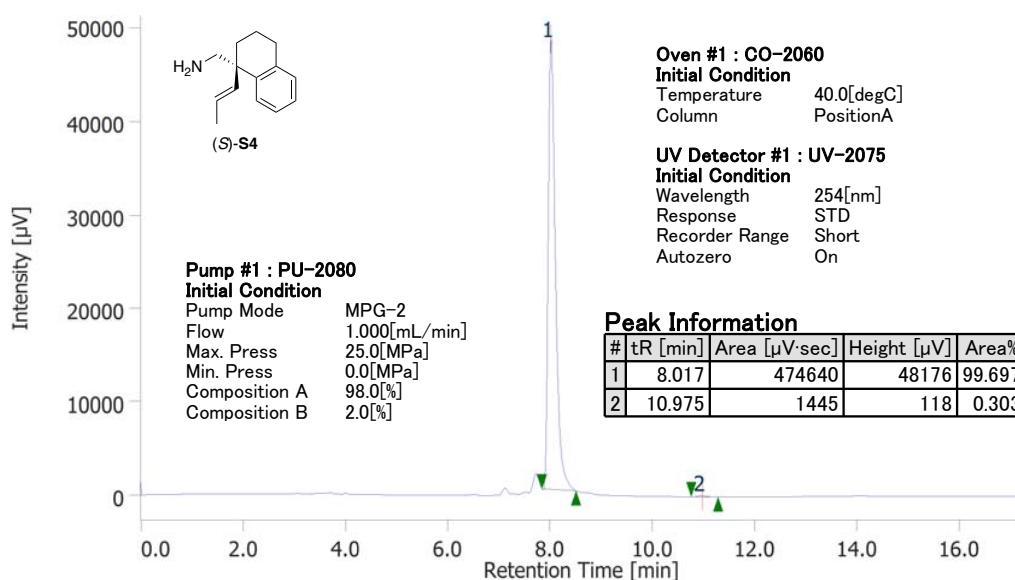 50000
40000
30000
20000
10000
0
Intensity [µV]
1
2
H₂N
(S)-S4
Oven #1 : CO-2060
Initial Condition
Temperature 40.0[degC]
Column PositionA
UV Detector #1 : UV-2075
Initial Condition
Wavelength 254[nm]
Response STD
Recorder Range Short
Autozero On
Pump #1 : PU-2080
Initial Condition
Pump Mode MPG-2
Flow 1.000[mL/min]
Max. Press 25.0[MPa]
Min. Press 0.0[MPa]
Composition A 98.0[%]
Composition B 2.0[%]
Peak Information
# tR [min] Area [µV·sec] Height [µV] Area%
1 8.017 474640 48176 99.697
2 10.975 1445 118 0.303
0.0 2.0 4.0 6.0 8.0 10.0 12.0 14.0 16.0
Retention Time [min]